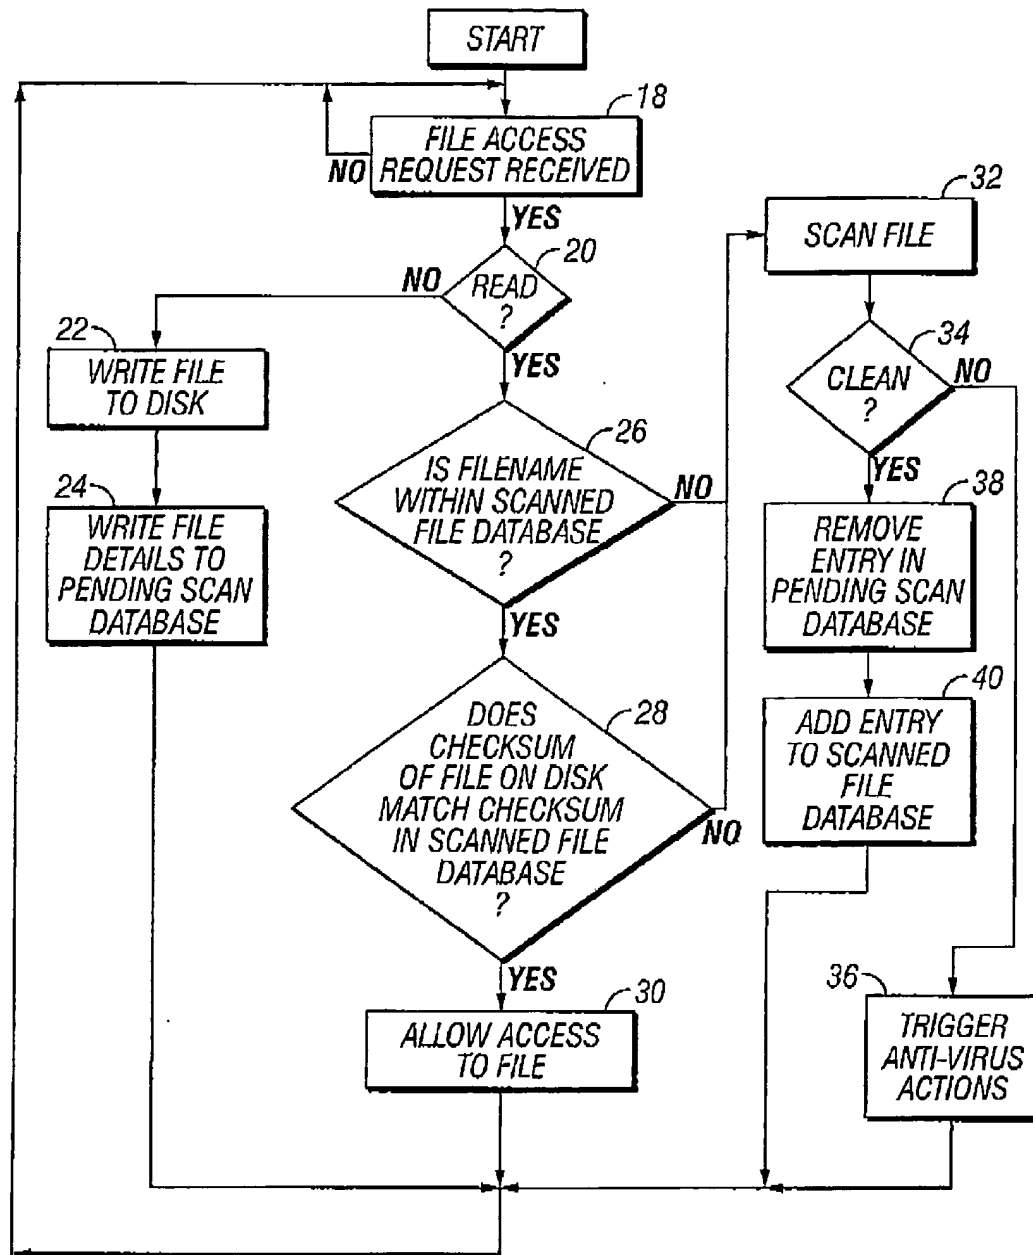 START
18
FILE ACCESS
REQUEST RECEIVED
NO
YES
20
READ
?
NO
YES
22
WRITE FILE
TO DISK
24
WRITE FILE
DETAILS TO
PENDING SCAN
DATABASE
26
IS FILENAME
WITHIN SCANNED
FILE DATABASE
?
NO
YES
28
DOES
CHECKSUM
OF FILE ON DISK
MATCH CHECKSUM
IN SCANNED FILE
DATABASE
?
NO
YES
30
ALLOW ACCESS
TO FILE
32
SCAN FILE
34
CLEAN
?
NO
YES
38
REMOVE
ENTRY IN
PENDING SCAN
DATABASE
40
ADD ENTRY
TO SCANNED
FILE
DATABASE
36
TRIGGER
ANTI-VIRUS
ACTIONS